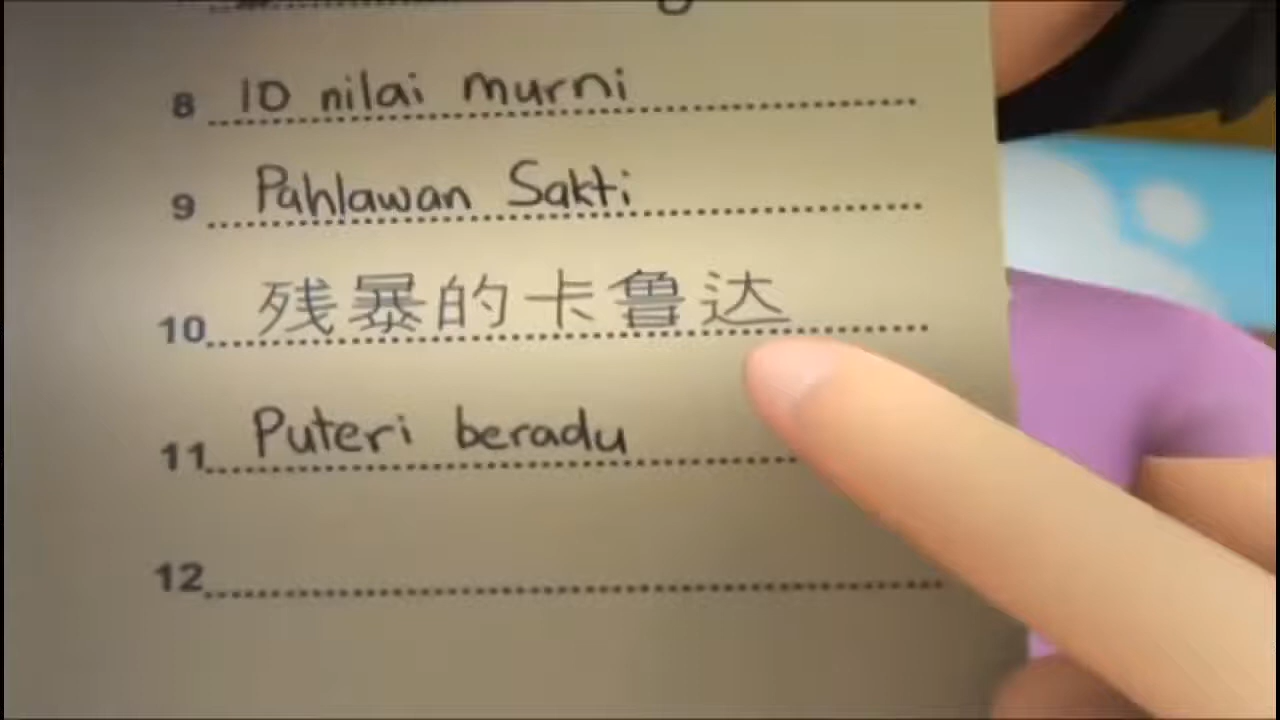 8 10 nilai murni
9 Pahlawan Sakti
10 残暴的卡鲁达
11 Puteri beradu
12